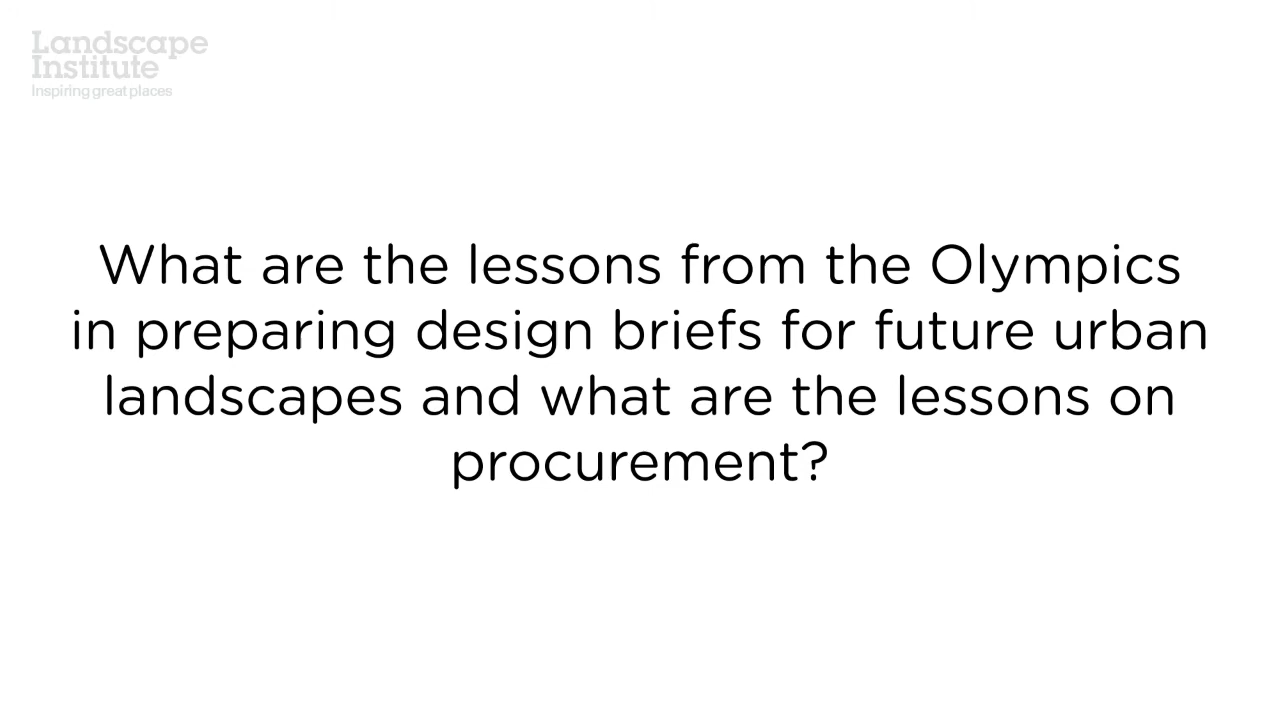 Landscape
Institute
Inspiring great places
What are the lessons from the Olympics
in preparing design briefs for future urban
landscapes and what are the lessons on
procurement?